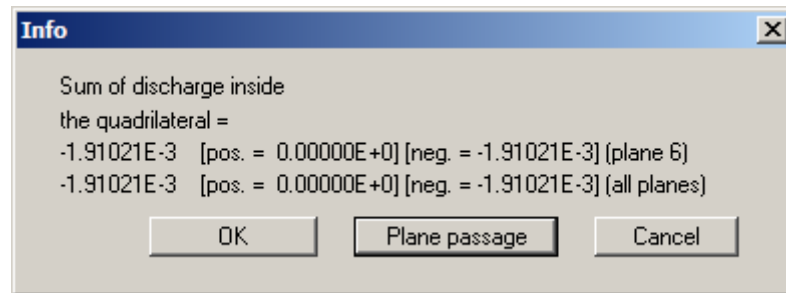 Info
Sum of discharge inside
the quadrilateral =
-1.91021E-3 [pos. = 0.00000E+0] [neg. = -1.91021E-3] (plane 6)
-1.91021E-3 [pos. = 0.00000E+0] [neg. = -1.91021E-3] (all planes)
OK Plane passage Cancel